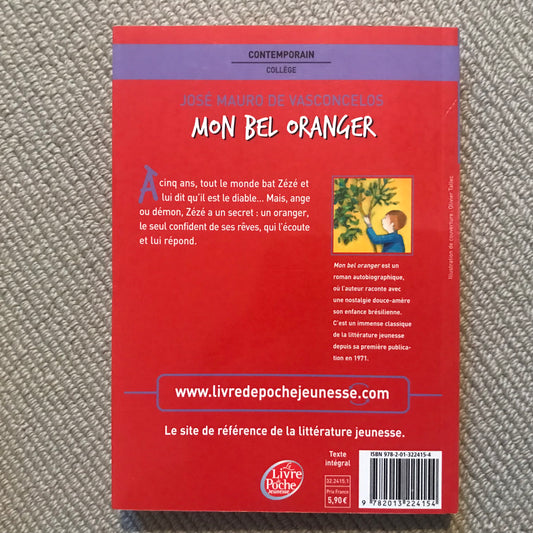 CONTEMPORAIN
COLLÈGE
JOSÉ MAURO DE VASCONCELOS
MON BEL ORANGER
À cinq ans, tout le monde bat Zézé et
lui dit qu'il est le diable... Mais, ange
ou démon, Zézé a un secret : un oranger,
le seul confident de ses rêves, qui l'écoute
et lui répond.
Illustration de couverture : Olivier Tallec
Mon bel oranger est un
roman autobiographique,
où l'auteur raconte avec
une nostalgie douce-amère
son enfance brésilienne.
C'est un immense classique
de la littérature jeunesse
depuis sa première publica-
tion en 1971.
www.livredepochejeunesse.com
Le site de référence de la littérature jeunesse.
Le
Livre
de
Poche
Jeunesse
Texte
intégral
32.2415.1
Prix France
5,90 €
ISBN 978-2-01-322415-4
9 782013 224154